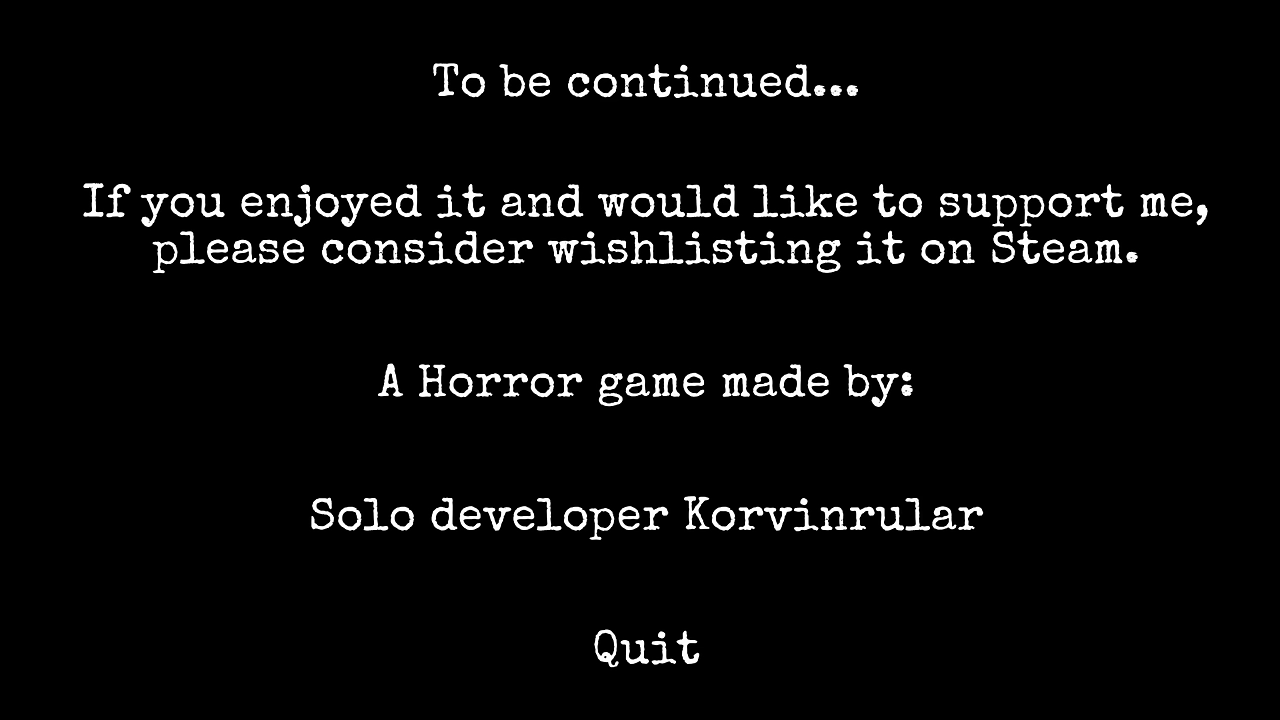 To be continued...
If you enjoyed it and would like to support me,
please consider wishlisting it on Steam.
A Horror game made by:
Solo developer Korvinrular
Quit